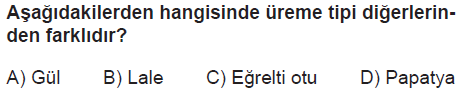 Aşağıdakilerden hangisinde üreme tipi diğerlerin-
den farklıdır?
A) Gül B) Lale C) Eğrelti otu D) Papatya